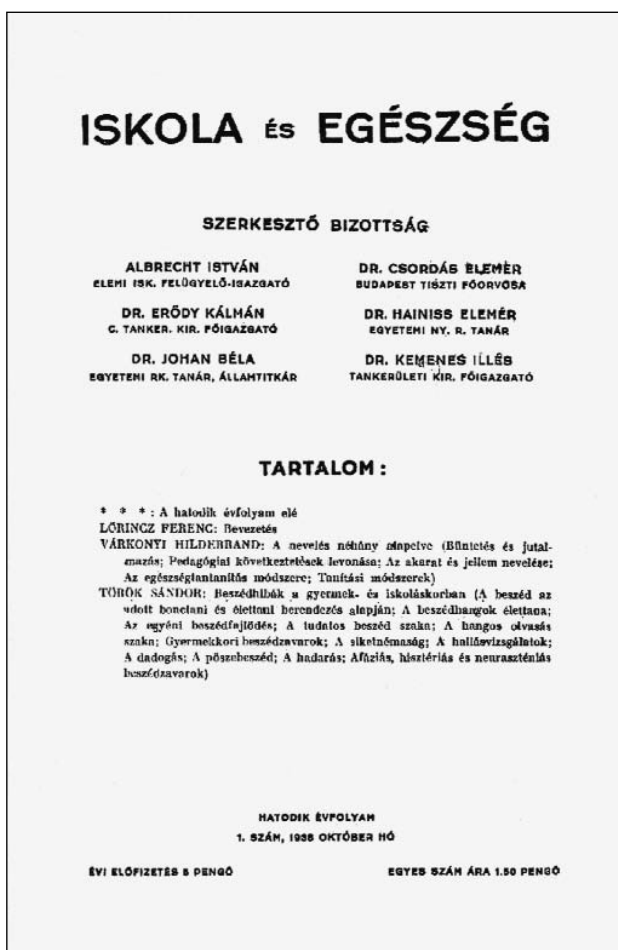 ISKOLA ÉS EGÉSZSÉG
SZERKESZTŐ BIZOTTSÁG
ALBRECHT ISTVÁN
ELEMI ISK. FELÜGYELŐ-IGAZGATÓ
DR. ERŐDY KÁLMÁN
C. TANKER. KIR. FŐIGAZGATÓ
DR. JOHAN BÉLA
EGYETEMI RK. TANÁR, ÁLLAMTITKÁR
DR. CSORDÁS ELEMÉR
BUDAPEST TISZTI FŐORVOSA
DR. HAINISS ELEMÉR
EGYETEMI NY. R. TANÁR
DR. KEMENES ILLÉS
TANKERÜLETI KIR. FŐIGAZGATÓ
TARTALOM:
* * *: A hatodik évfolyam elé
LŐRINCZ FERENC: Bevezetés
VÁRKONYI HILDEBRAND: A nevelés néhány alapelve (Büntetés és jutal-
mazás; Pedagógiai következtetések levonása; Az akarat és jellem nevelése;
Az egészségtantanítás módszere; Tanítási módszerek)
TÖRÖK SÁNDOR: Beszédhibák a gyermek- és iskoláskorban (A beszéd az
adott bonctani és élettani berendezés alapján; A beszédhangok élettana;
Az egyéni beszédfejlődés; A tudatos beszéd szaka; A hangos olvasás
szaka; Gyermekkori beszédzavarok; A siketnémaság; A hallásvizsgálatok;
A dadogás; A pöszebeszéd; A hadarás; Afáziás, hisztériás és neuraszténiás
beszédzavarok)
HATODIK ÉVFOLYAM
1. SZÁM, 1938 OKTÓBER HÓ
ÉVI ELŐFIZETÉS 5 PENGŐ
EGYES SZÁM ÁRA 1.50 PENGŐ